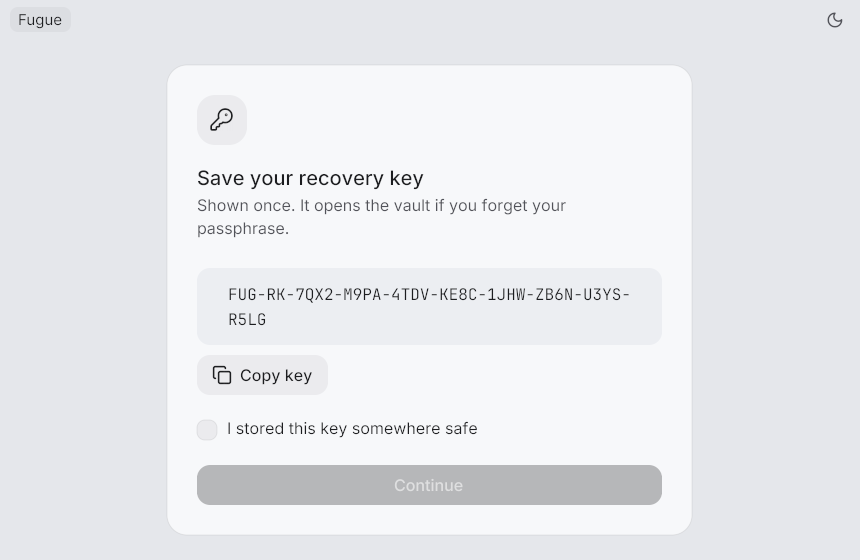 Fugue
Save your recovery key
Shown once. It opens the vault if you forget your
passphrase.
FUG-RK-7QX2-M9PA-4TDV-KE8C-1JHW-ZB6N-U3YS-
R5LG
Copy key
I stored this key somewhere safe
Continue